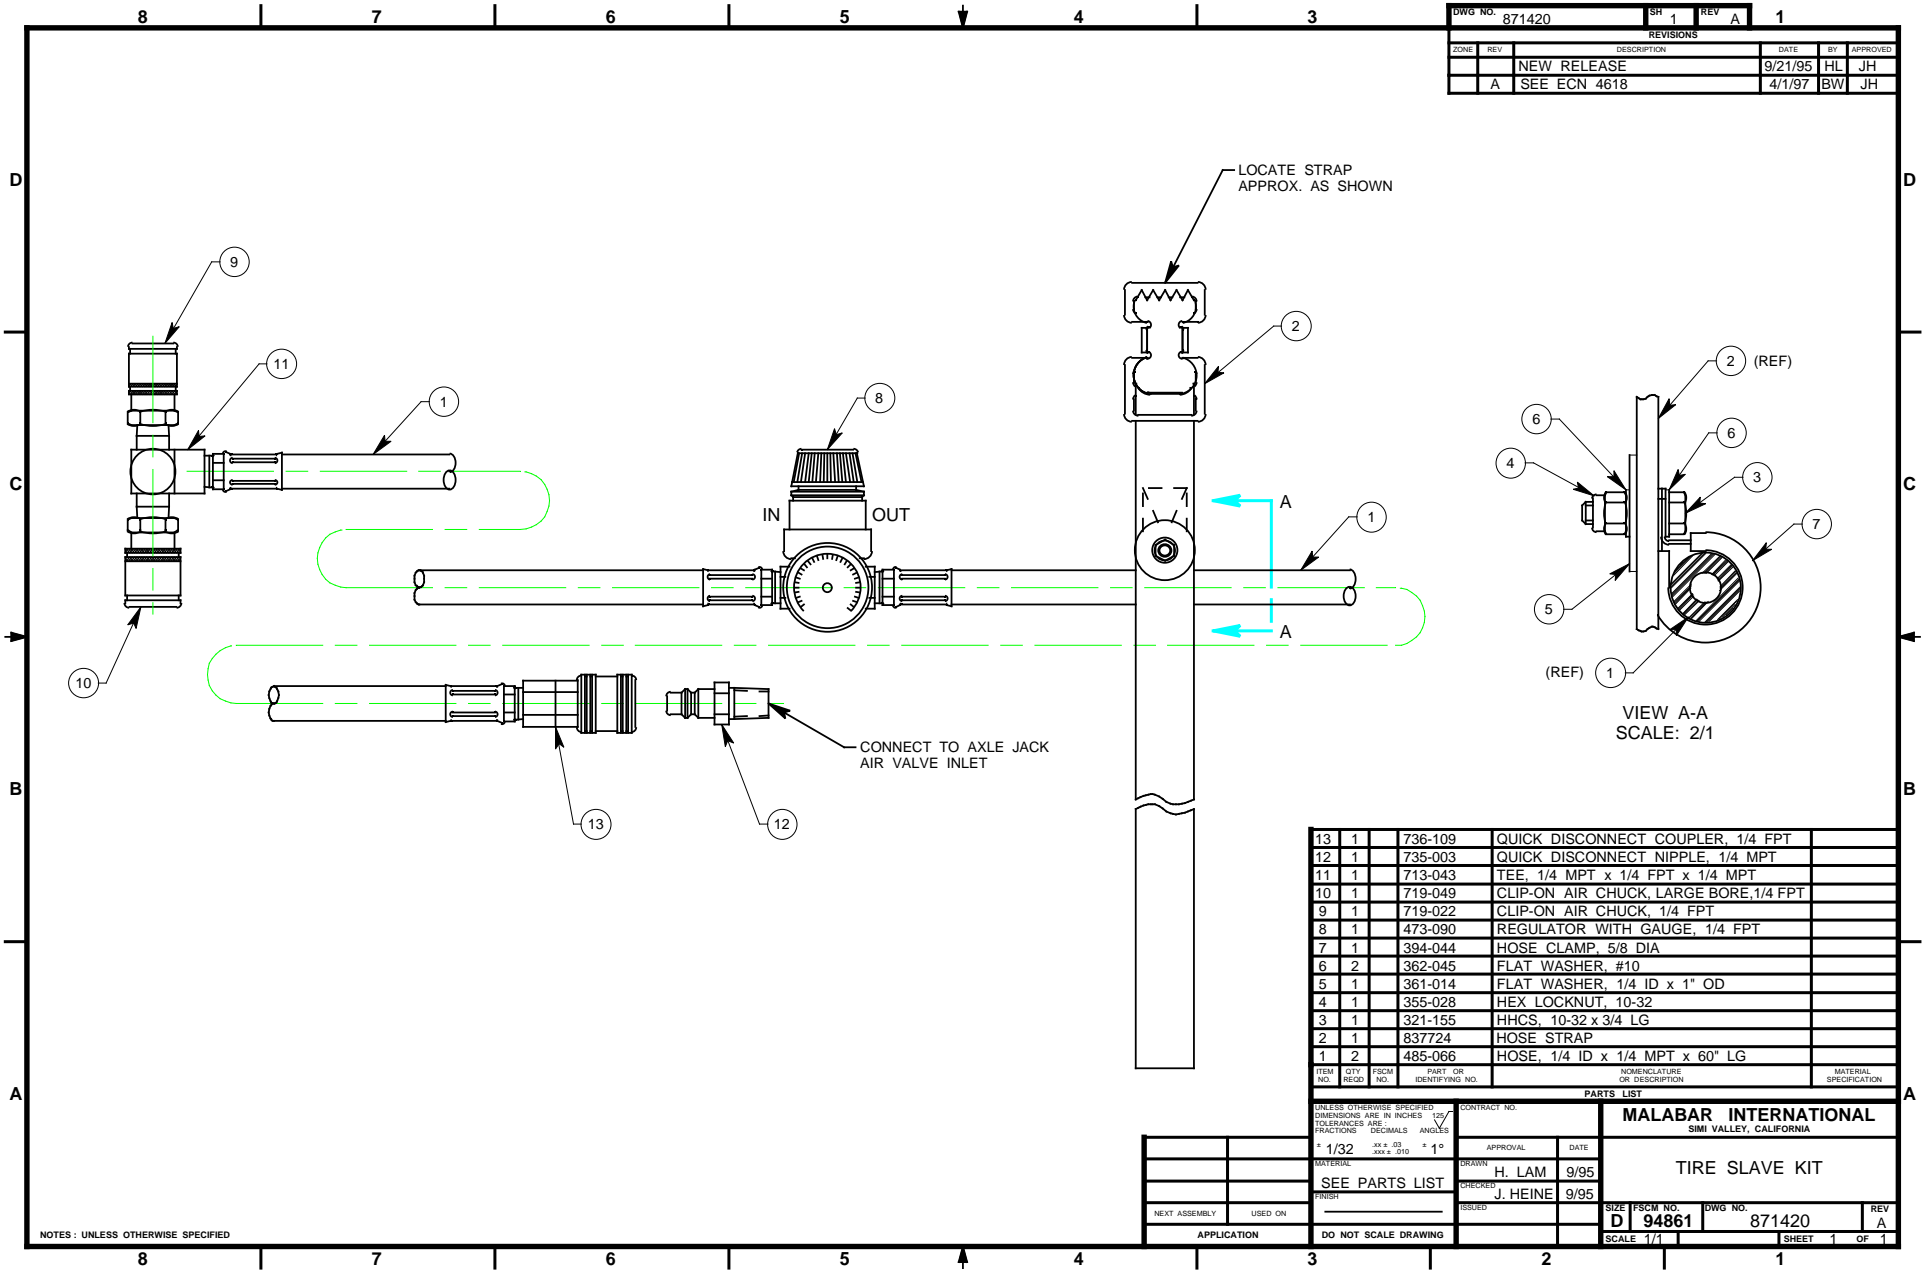 8 7 6 5 4 3 1
DWG NO. 871420 SH 1 REV A
REVISIONS
ZONE REV DESCRIPTION DATE BY APPROVED
NEW RELEASE 9/21/95 HL JH
A SEE ECN 4618 4/1/97 BW JH
D D
LOCATE STRAP
APPROX. AS SHOWN
9
2
11
2 (REF)
1
8
6
6
4
3
C C
IN OUT
A
1
7
5
A
10
(REF) 1
VIEW A-A
SCALE: 2/1
CONNECT TO AXLE JACK
AIR VALVE INLET
B B
13
12
13 1 736-109 QUICK DISCONNECT COUPLER, 1/4 FPT
12 1 735-003 QUICK DISCONNECT NIPPLE, 1/4 MPT
11 1 713-043 TEE, 1/4 MPT x 1/4 FPT x 1/4 MPT
10 1 719-049 CLIP-ON AIR CHUCK, LARGE BORE,1/4 FPT
9 1 719-022 CLIP-ON AIR CHUCK, 1/4 FPT
8 1 473-090 REGULATOR WITH GAUGE, 1/4 FPT
7 1 394-044 HOSE CLAMP, 5/8 DIA
6 2 362-045 FLAT WASHER, #10
5 1 361-014 FLAT WASHER, 1/4 ID x 1" OD
4 1 355-028 HEX LOCKNUT, 10-32
3 1 321-155 HHCS, 10-32 x 3/4 LG
2 1 837724 HOSE STRAP
1 2 485-066 HOSE, 1/4 ID x 1/4 MPT x 60" LG
ITEM NO. QTY REQD FSCM NO. PART OR IDENTIFYING NO. NOMENCLATURE OR DESCRIPTION MATERIAL SPECIFICATION
PARTS LIST
A A
UNLESS OTHERWISE SPECIFIED
DIMENSIONS ARE IN INCHES 125
TOLERANCES ARE :
FRACTIONS DECIMALS ANGLES
± 1/32 .xx ± .03 ± 1°
.xxx ± .010
MATERIAL
SEE PARTS LIST
FINISH
DO NOT SCALE DRAWING
CONTRACT NO.
APPROVAL DATE
DRAWN H. LAM 9/95
CHECKED J. HEINE 9/95
ISSUED
MALABAR INTERNATIONAL
SIMI VALLEY, CALIFORNIA
TIRE SLAVE KIT
SIZE D FSCM NO. 94861 DWG NO. 871420 REV A
SCALE 1/1 SHEET 1 OF 1
NEXT ASSEMBLY USED ON
APPLICATION
NOTES : UNLESS OTHERWISE SPECIFIED
8 7 6 5 4 3 2 1